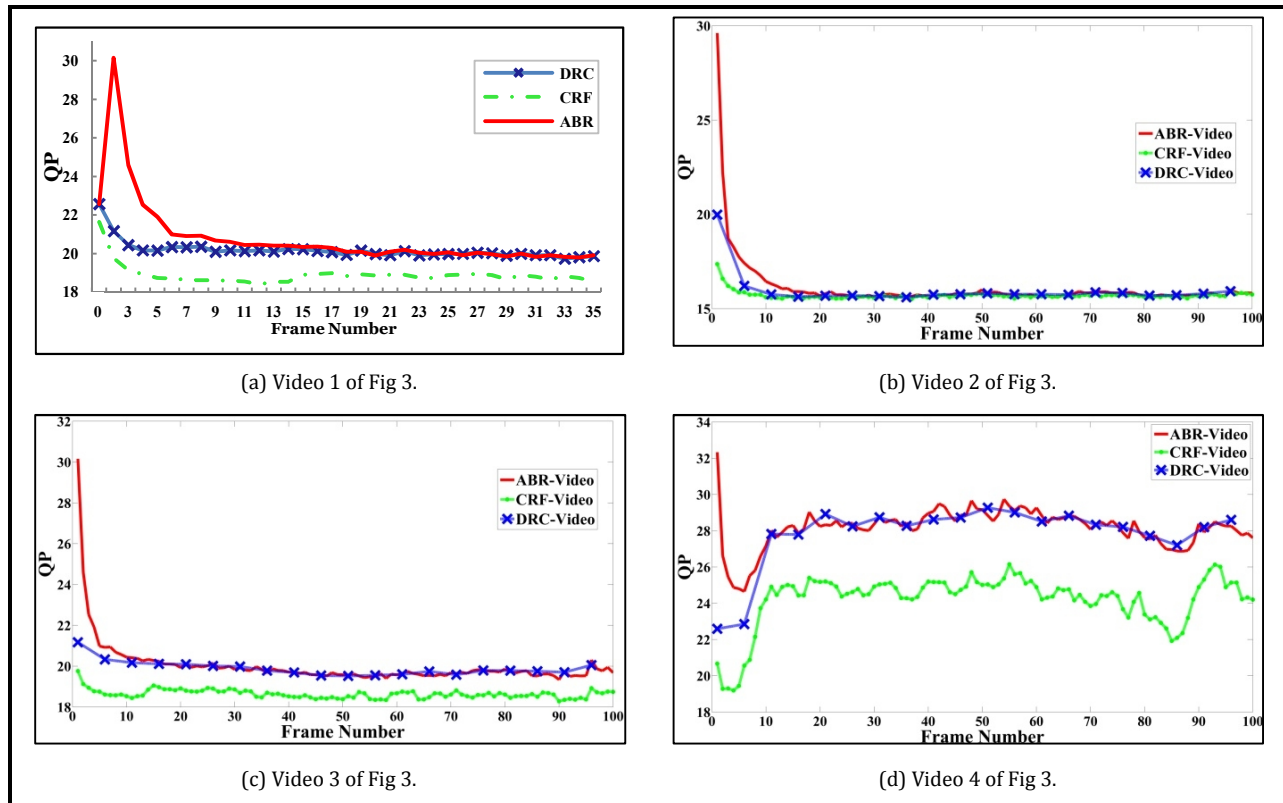 30
28
26
24
22
20
18
QP
DRC
CRF
ABR
0 3 5 7 9 11 13 15 17 19 21 23 25 27 29 31 33 35
Frame Number
(a) Video 1 of Fig 3.
30
25
20
15
QP
ABR-Video
CRF-Video
DRC-Video
0 10 20 30 40 50 60 70 80 90 100
Frame Number
(b) Video 2 of Fig 3.
32
30
28
26
24
22
20
18
QP
ABR-Video
CRF-Video
DRC-Video
0 10 20 30 40 50 60 70 80 90 100
Frame Number
(c) Video 3 of Fig 3.
34
32
30
28
26
24
22
20
18
QP
ABR-Video
CRF-Video
DRC-Video
0 10 20 30 40 50 60 70 80 90 100
Frame Number
(d) Video 4 of Fig 3.